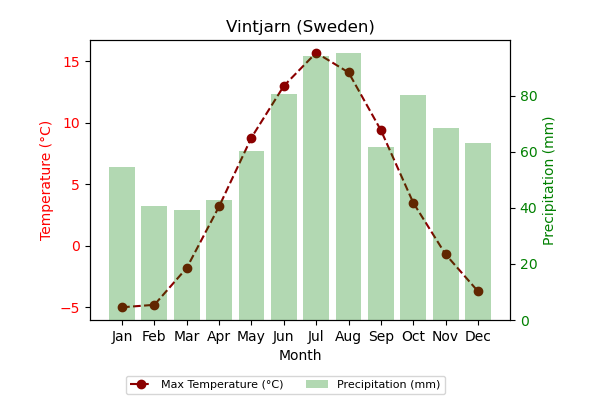 Vintjarn (Sweden)
Temperature (°C)
15
10
5
0
−5
Precipitation (mm)
80
60
40
20
0
Jan Feb Mar Apr May Jun Jul Aug Sep Oct Nov Dec
Month
Max Temperature (°C) Precipitation (mm)